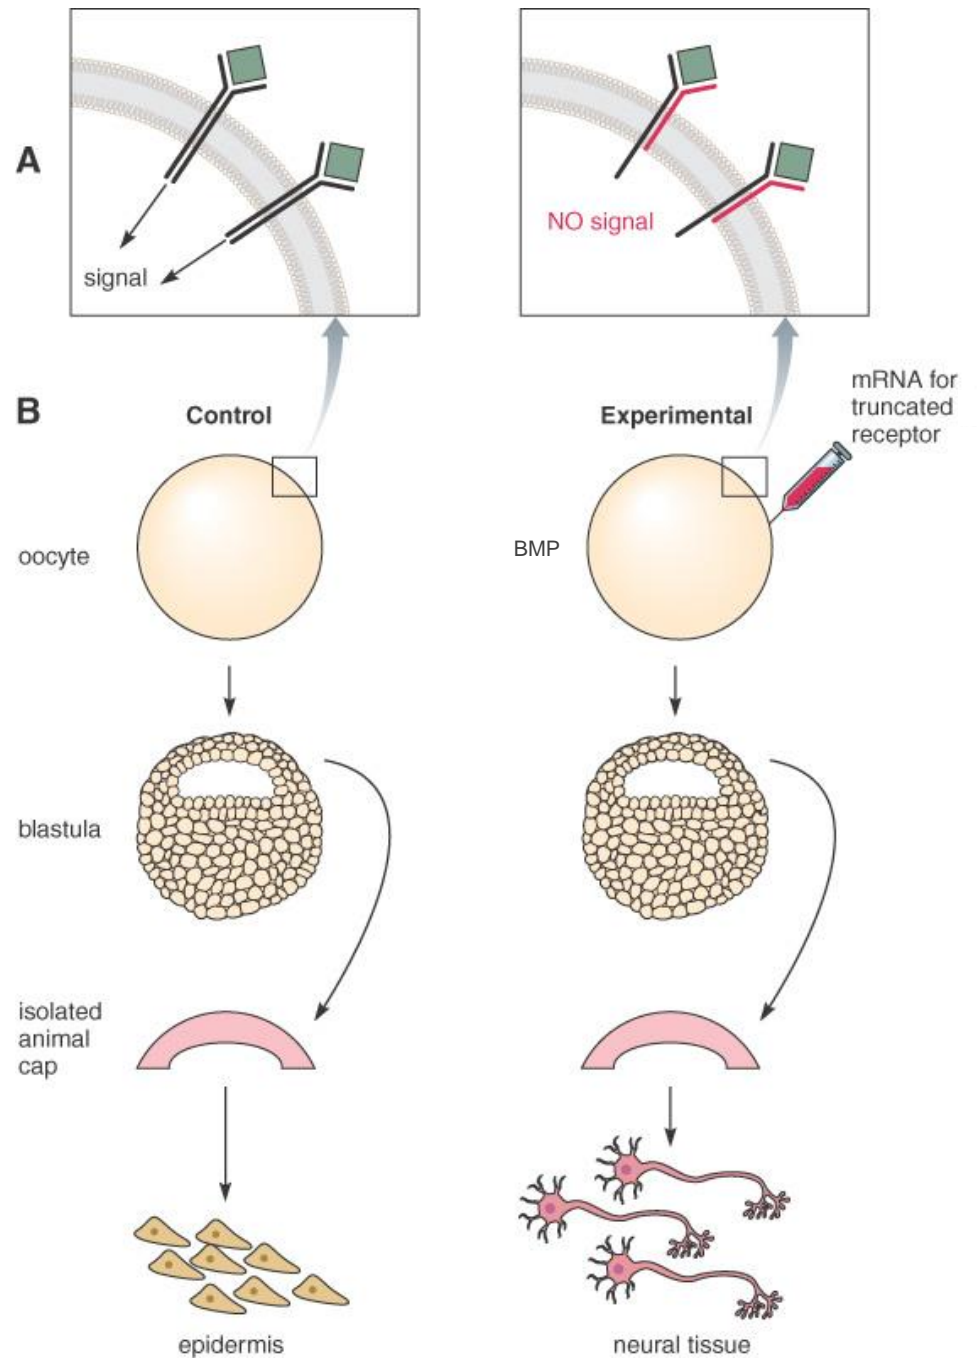 A
signal
NO signal
B
Control
Experimental
mRNA for
truncated
receptor
oocyte
BMP
blastula
isolated
animal
cap
epidermis
neural tissue